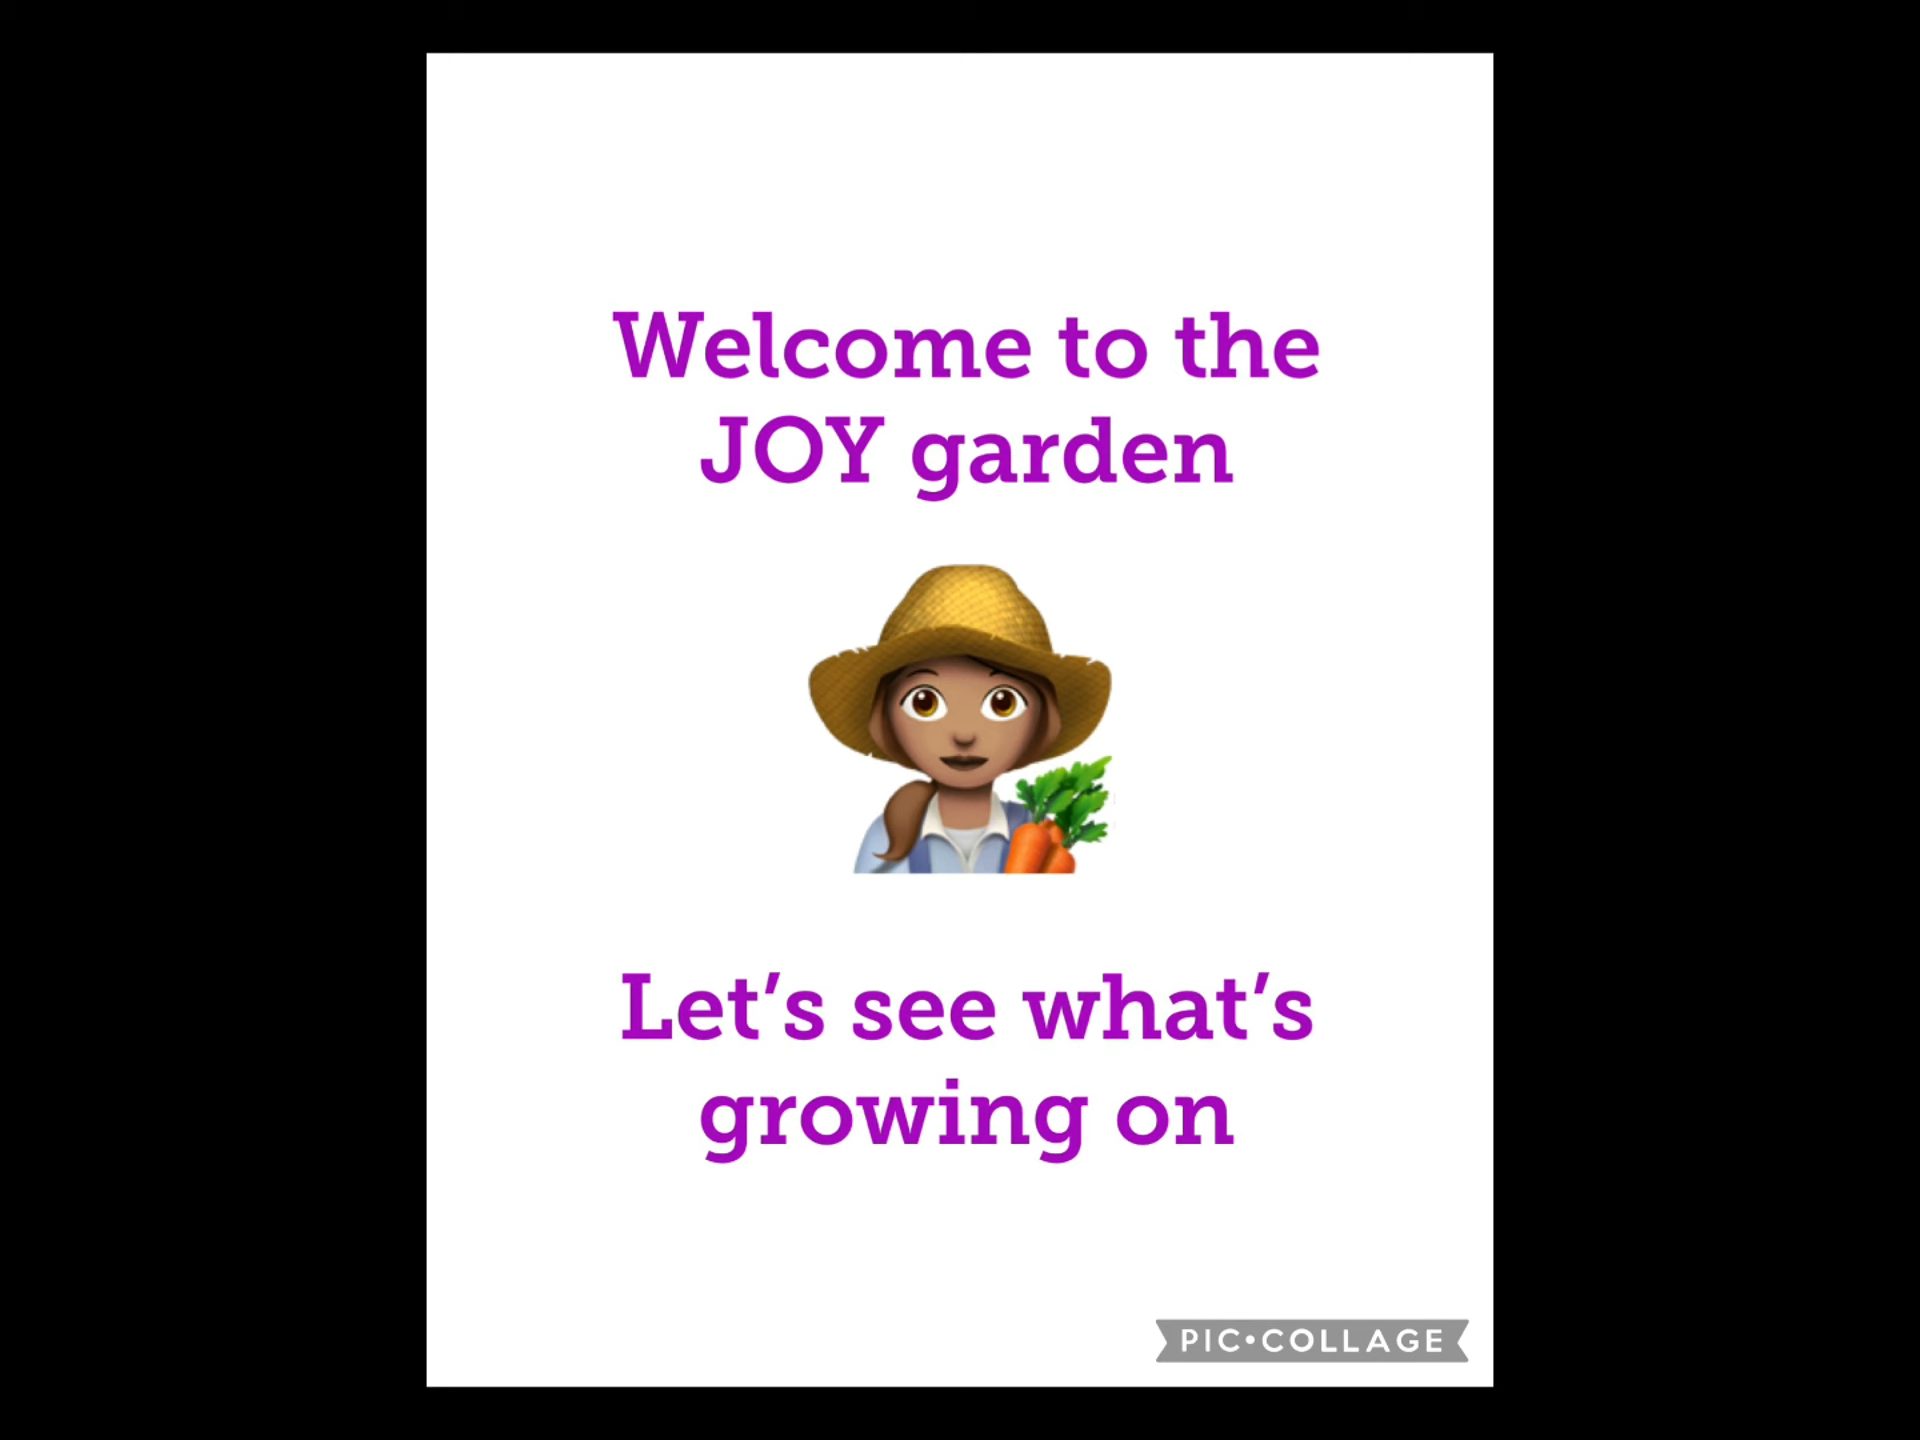 Welcome to the
JOY garden
Let’s see what’s
growing on
PIC•COLLAGE